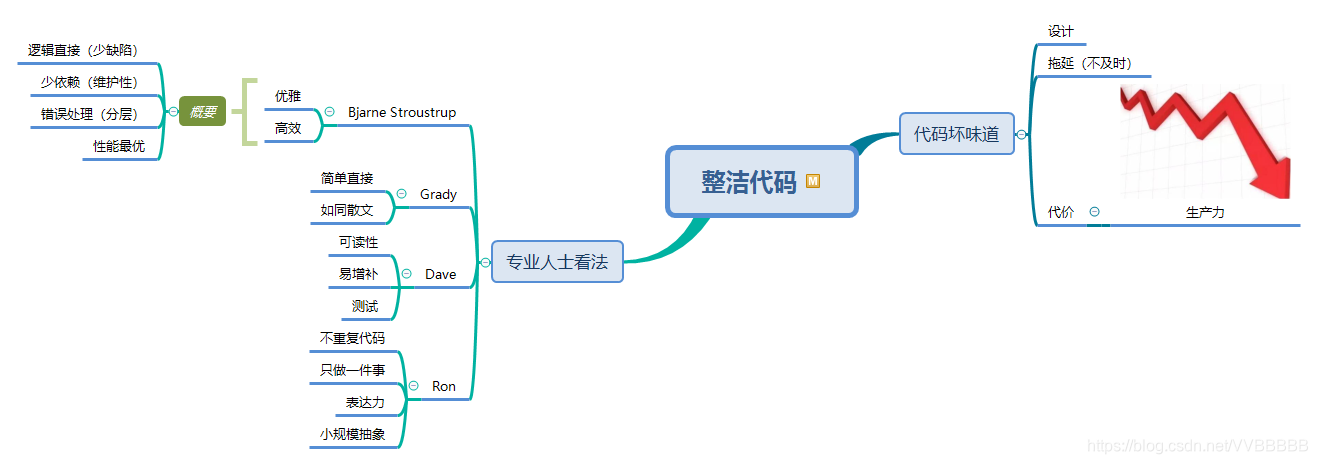 整洁代码
M
代码坏味道
设计
拖延（不及时）
代价
生产力
专业人士看法
Bjarne Stroustrup
优雅
高效
概要
逻辑直接（少缺陷）
少依赖（维护性）
错误处理（分层）
性能最优
Grady
简单直接
如同散文
Dave
可读性
易增补
测试
Ron
不重复代码
只做一件事
表达力
小规模抽象
https://blog.csdn.net/VVBBBBB